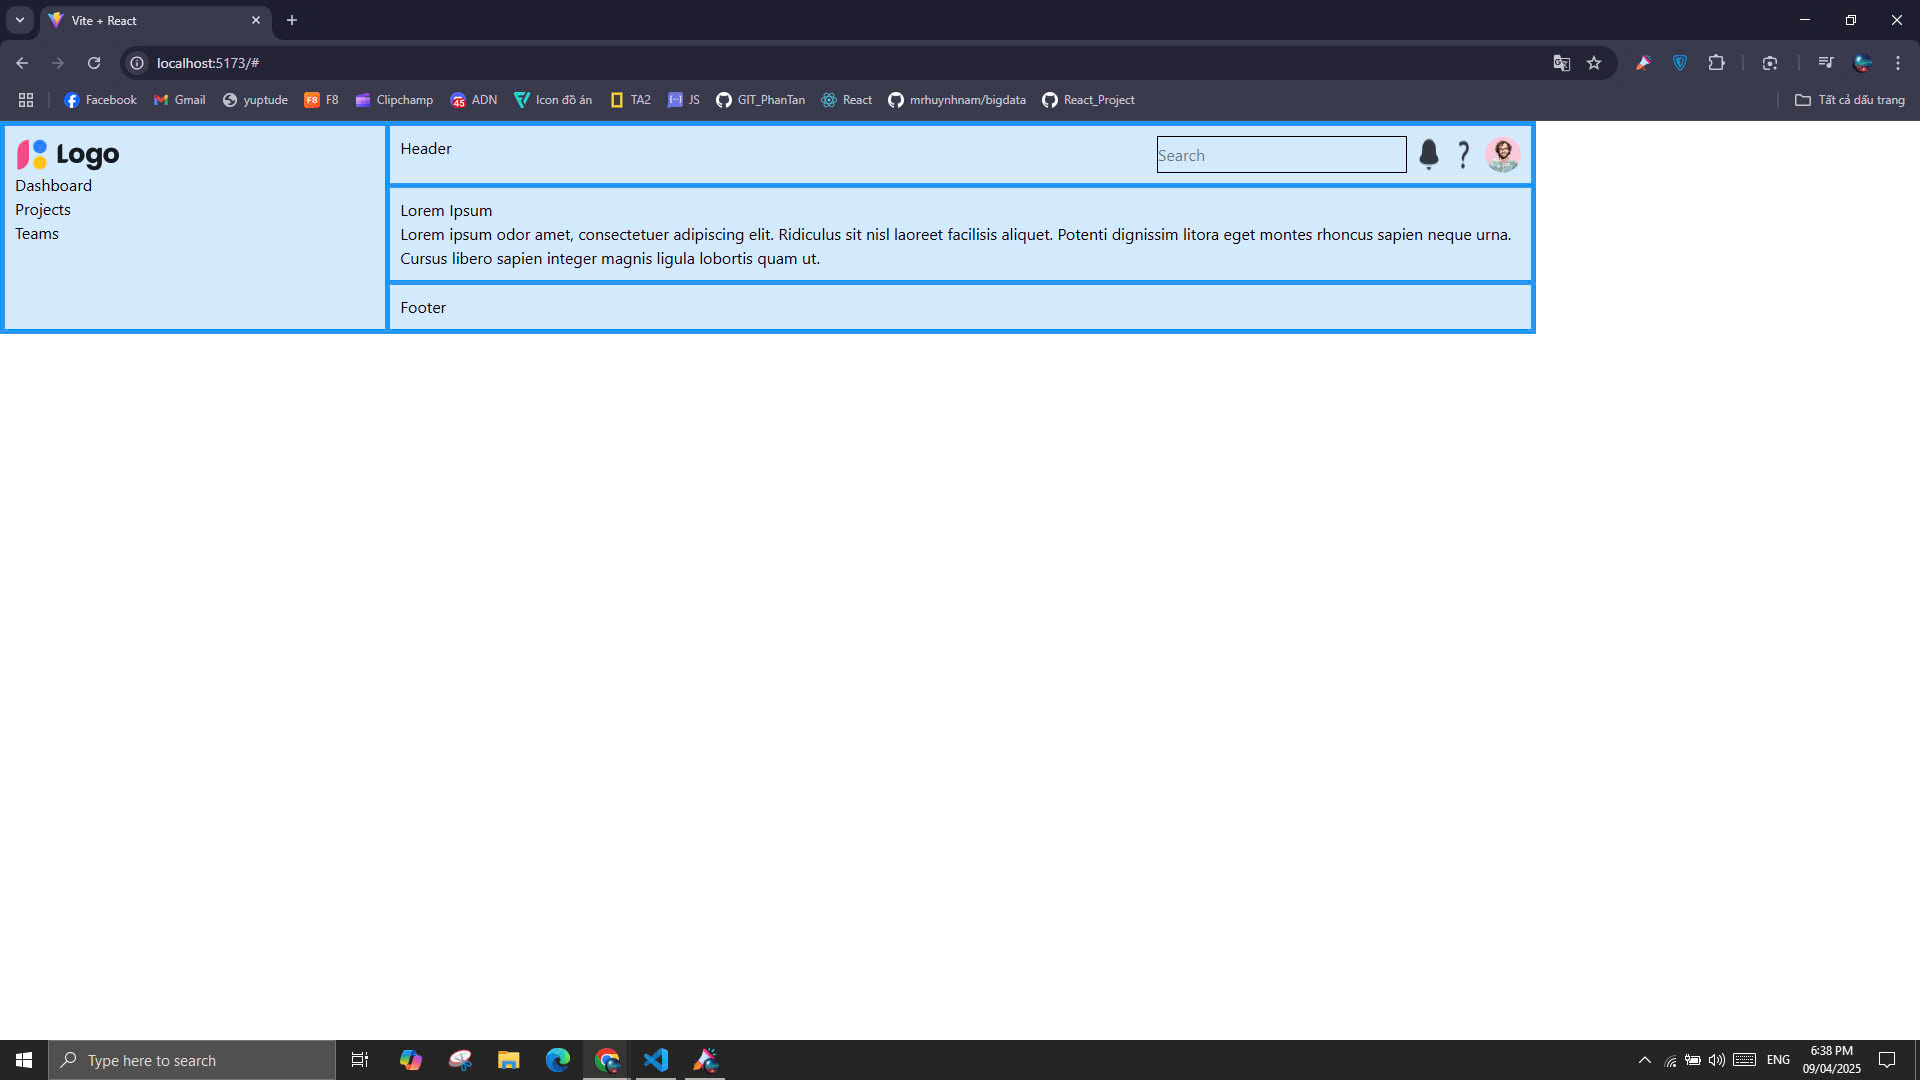 Vite + React
localhost:5173/#
Facebook
Gmail
yuptude
F8 F8
Clipchamp
45 ADN
Icon đồ án
TA2
JS
GIT_PhanTan
React
mrhuynhnam/bigdata
React_Project
Tất cả dấu trang
Logo
Dashboard
Projects
Teams
Header
Search
?
Lorem Ipsum
Lorem ipsum odor amet, consectetuer adipiscing elit. Ridiculus sit nisl laoreet facilisis aliquet. Potenti dignissim litora eget montes rhoncus sapien neque urna.
Cursus libero sapien integer magnis ligula lobortis quam ut.
Footer
Type here to search
ENG
6:38 PM
09/04/2025